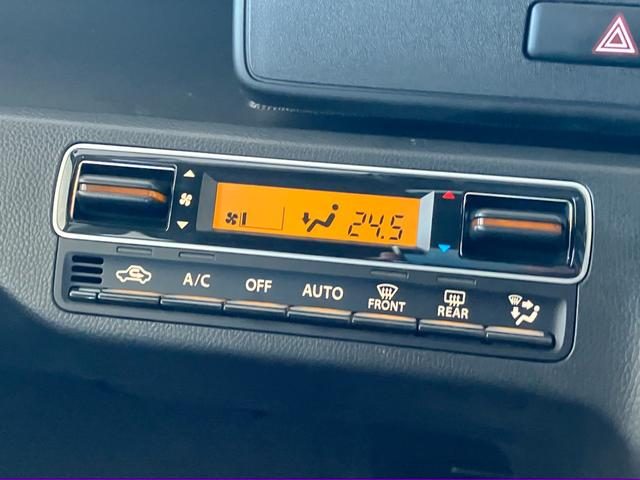 24.5
A/C OFF AUTO FRONT REAR